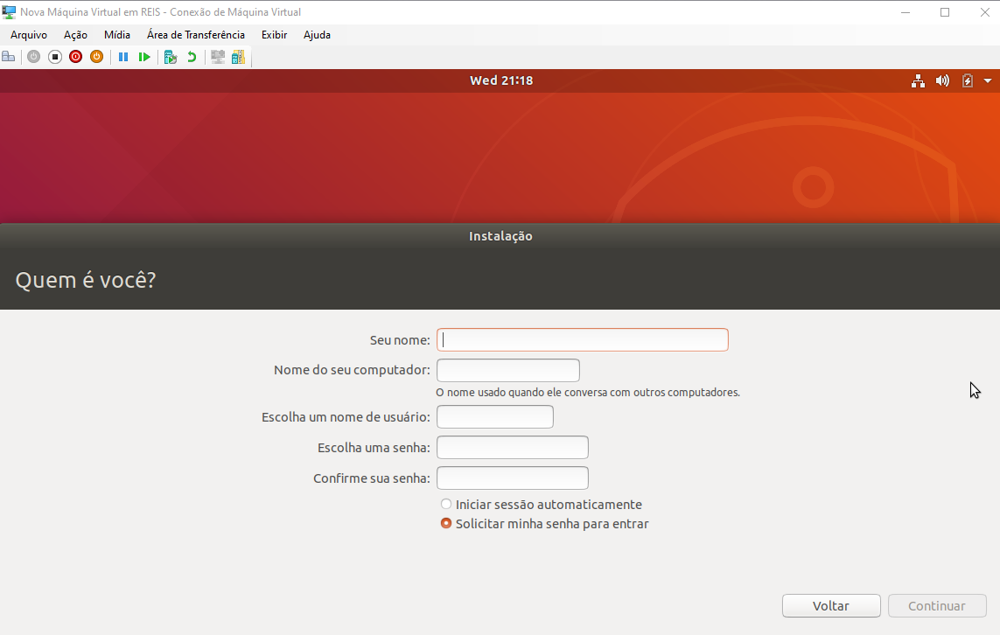 Nova Máquina Virtual em REIS - Conexão de Máquina Virtual
Arquivo Ação Mídia Área de Transferência Exibir Ajuda
Wed 21:18
Instalação
Quem é você?
Seu nome:
Nome do seu computador:
O nome usado quando ele conversa com outros computadores.
Escolha um nome de usuário:
Escolha uma senha:
Confirme sua senha:
Iniciar sessão automaticamente
Solicitar minha senha para entrar
Voltar Continuar